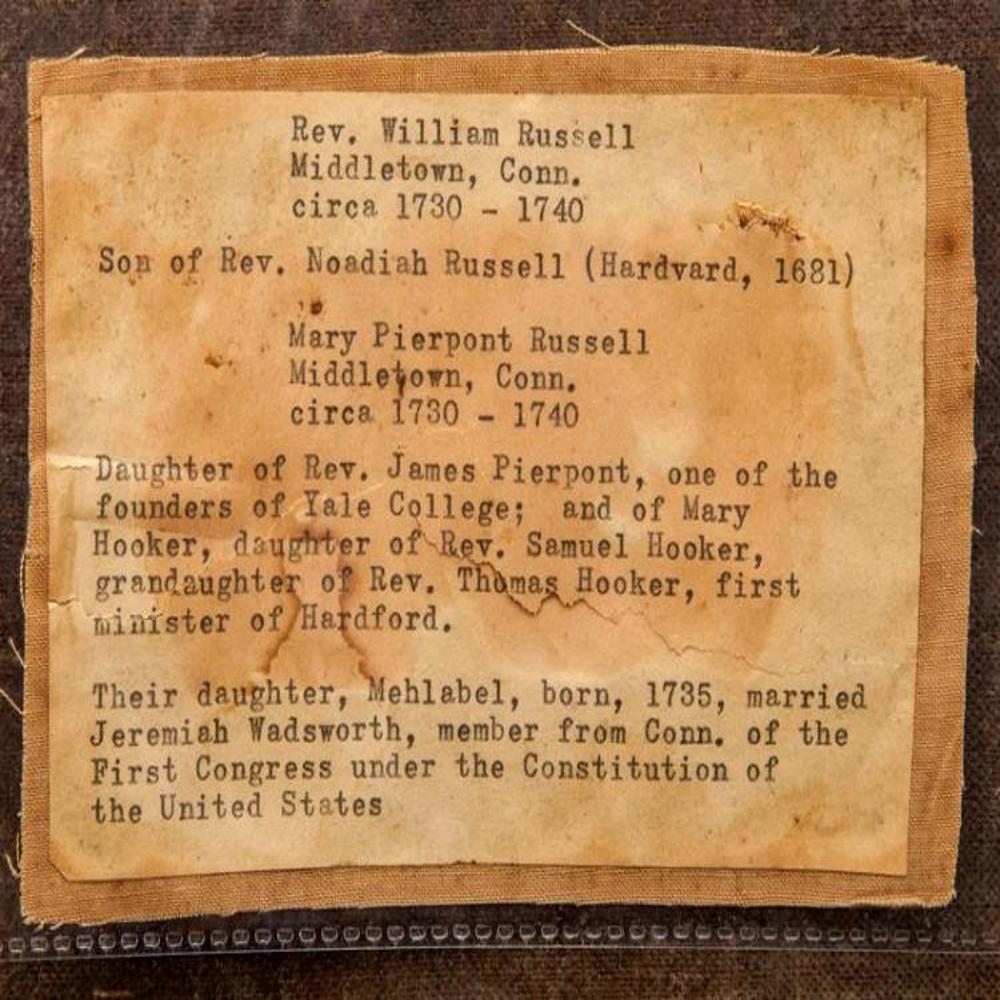 Rev. William Russell
Middletown, Conn.
circa 1730 - 1740
Son of Rev. Noadiah Russell (Hardvard, 1681)
Mary Pierpont Russell
Middletown, Conn.
circa 1730 - 1740
Daughter of Rev. James Pierpont, one of the
founders of Yale College; and of Mary
Hooker, daughter of Rev. Samuel Hooker,
grandaughter of Rev. Thomas Hooker, first
minister of Hardford.
Their daughter, Mehlabel, born, 1735, married
Jeremiah Wadsworth, member from Conn. of the
First Congress under the Constitution of
the United States